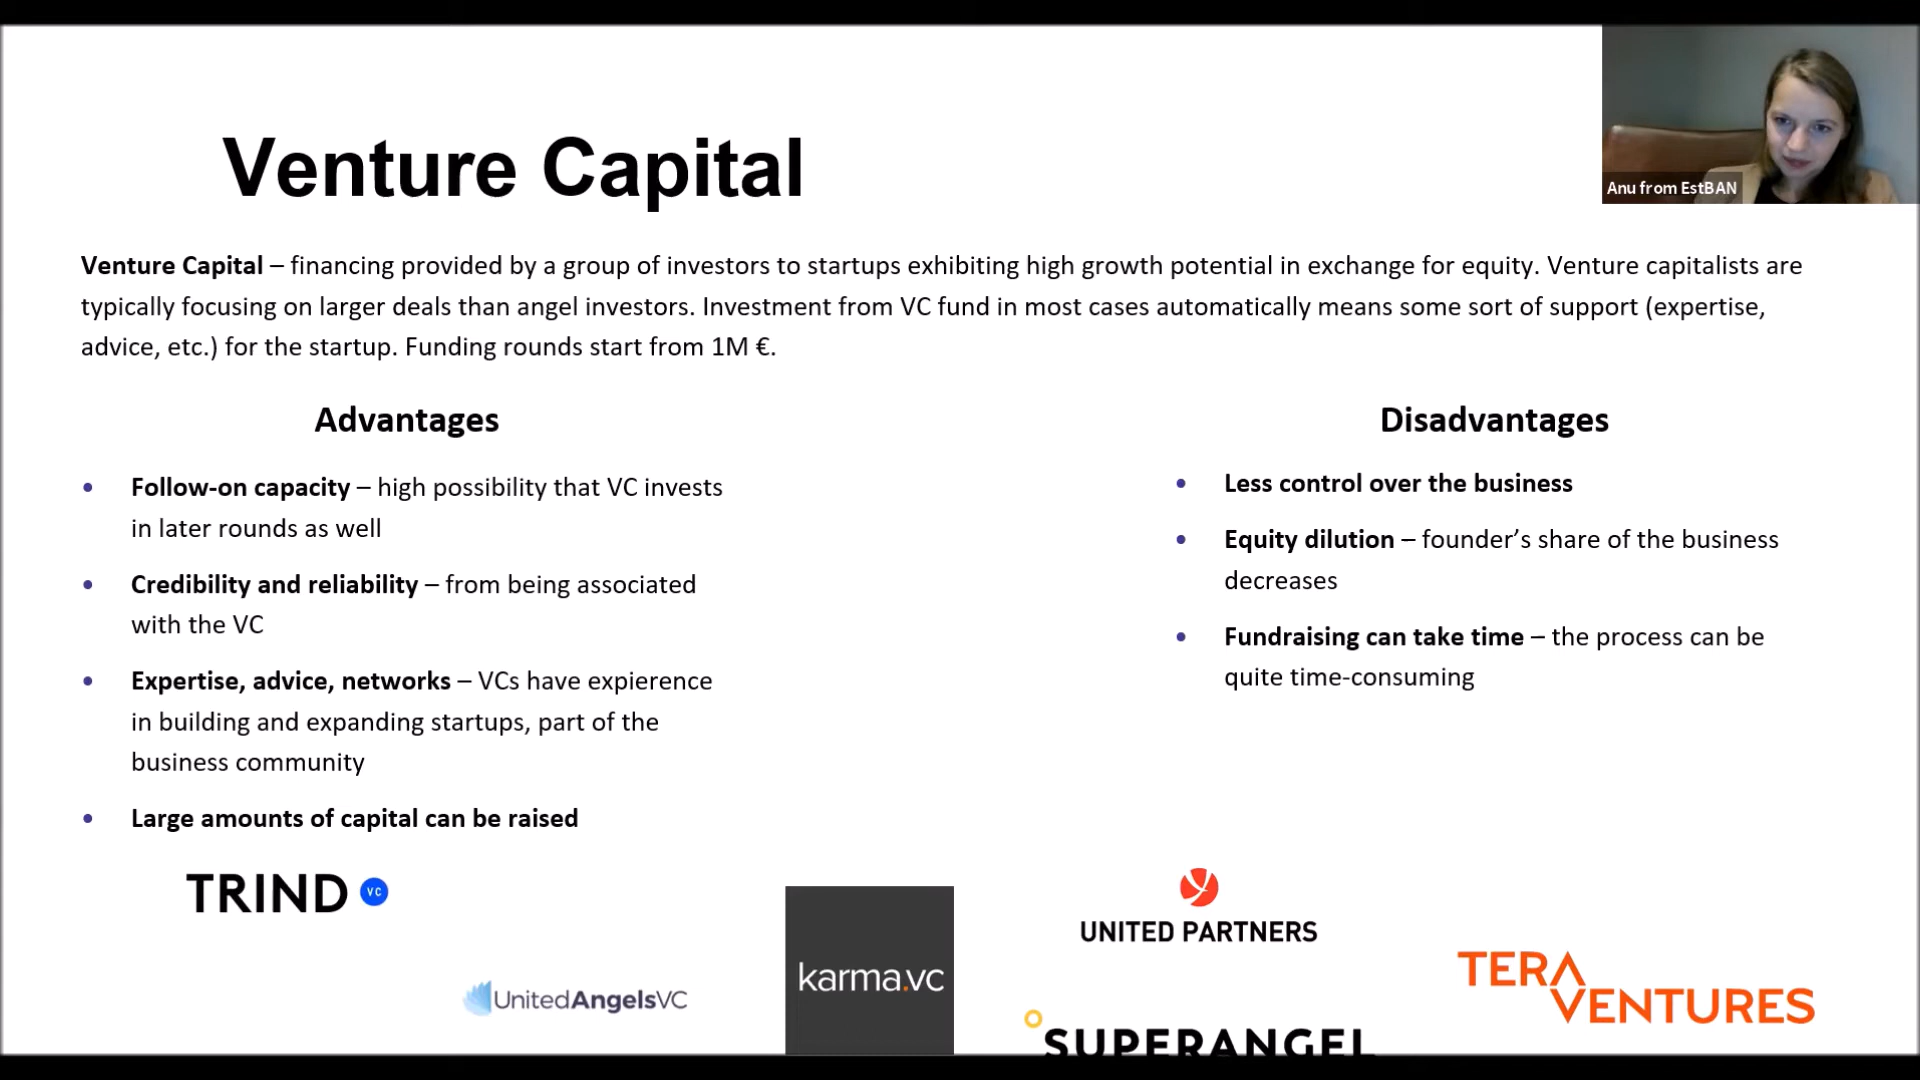 Venture Capital
Anu from EstBAN
Venture Capital – financing provided by a group of investors to startups exhibiting high growth potential in exchange for equity. Venture capitalists are
typically focusing on larger deals than angel investors. Investment from VC fund in most cases automatically means some sort of support (expertise,
advice, etc.) for the startup. Funding rounds start from 1M €.
Advantages
• Follow-on capacity – high possibility that VC invests
in later rounds as well
• Credibility and reliability – from being associated
with the VC
• Expertise, advice, networks – VCs have expierence
in building and expanding startups, part of the
business community
• Large amounts of capital can be raised
Disadvantages
• Less control over the business
• Equity dilution – founder’s share of the business
decreases
• Fundraising can take time – the process can be
quite time-consuming
TRIND VC
UnitedAngelsVC
karma.vc
UNITED PARTNERS
SUPERANGEL
TERA
VENTURES